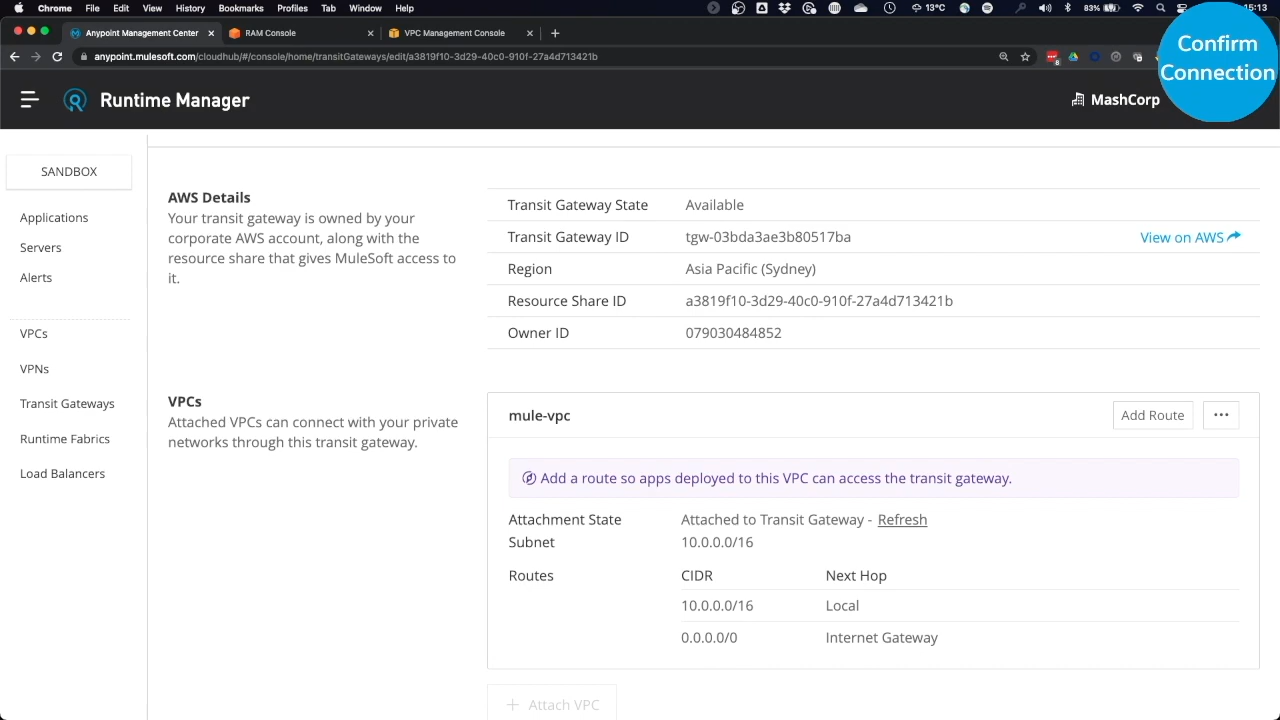 Chrome File Edit View History Bookmarks Profiles Tab Window Help 13°C 83% 15:13
Anypoint Management Center
RAM Console
VPC Management Console
anypoint.mulesoft.com/cloudhub/#/console/home/transitGateways/edit/a3819f10-3d29-40c0-910f-27a4d713421b
Confirm
Connection
Runtime Manager
MashCorp
SANDBOX
Applications
Servers
Alerts
VPCs
VPNs
Transit Gateways
Runtime Fabrics
Load Balancers
AWS Details
Your transit gateway is owned by your
corporate AWS account, along with the
resource share that gives MuleSoft access to
it.
Transit Gateway State Available
Transit Gateway ID tgw-03bda3ae3b80517ba View on AWS
Region Asia Pacific (Sydney)
Resource Share ID a3819f10-3d29-40c0-910f-27a4d713421b
Owner ID 079030484852
VPCs
Attached VPCs can connect with your private
networks through this transit gateway.
mule-vpc Add Route ...
Add a route so apps deployed to this VPC can access the transit gateway.
Attachment State Attached to Transit Gateway - Refresh
Subnet 10.0.0.0/16
Routes CIDR Next Hop
10.0.0.0/16 Local
0.0.0.0/0 Internet Gateway
+ Attach VPC